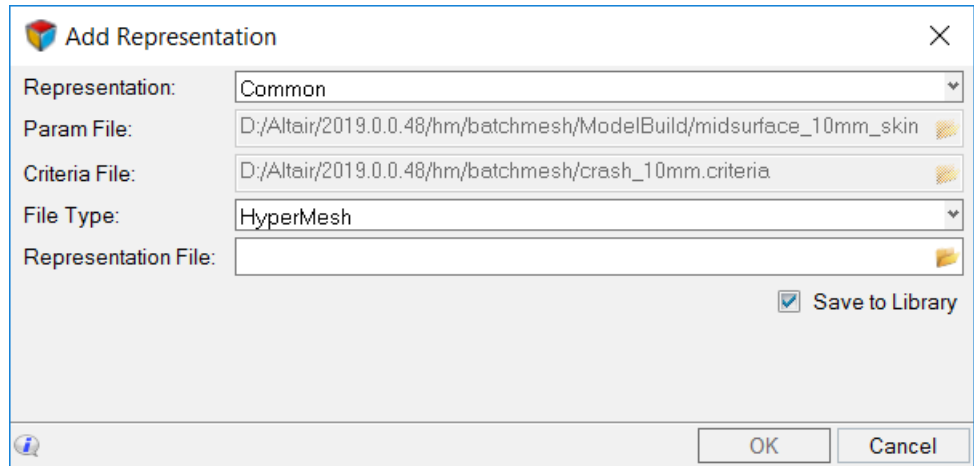 Add Representation
Representation: Common
Param File: D:/Altair/2019.0.0.48/hm/batchmesh/ModelBuild/midsurface_10mm_skin
Criteria File: D:/Altair/2019.0.0.48/hm/batchmesh/crash_10mm.criteria
File Type: HyperMesh
Representation File:
Save to Library
OK Cancel